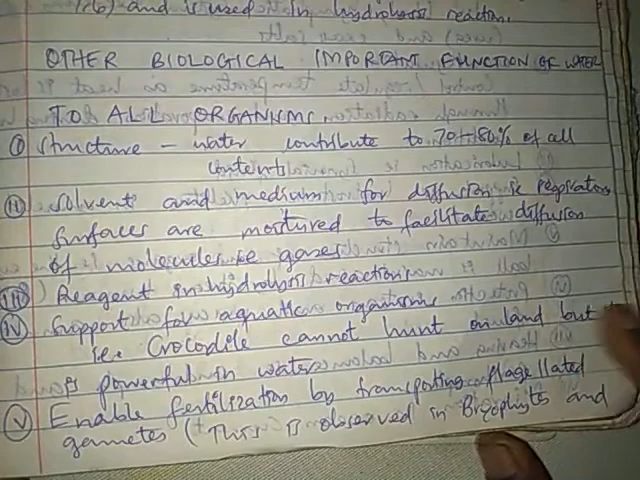 (26) and is used in hydrolysis reaction.
OTHER BIOLOGICAL IMPORTANT FUNCTION OF WATER
TO ALL ORGANISMS.
(i) structure - water contribute to 70-80% of all
content
(ii) solvent and medium for diffusion ie respiratory
surfaces are moistured to facilitate diffusion
of molecules ie gases
(iii) Reagent in hydrolysis reaction
(iv) Support for aquatic organisms
ie Crocodile cannot hunt on land but
is powerful in water
(v) Enable fertilization by transporting flagellated
gametes (This is observed in Bryophytes and